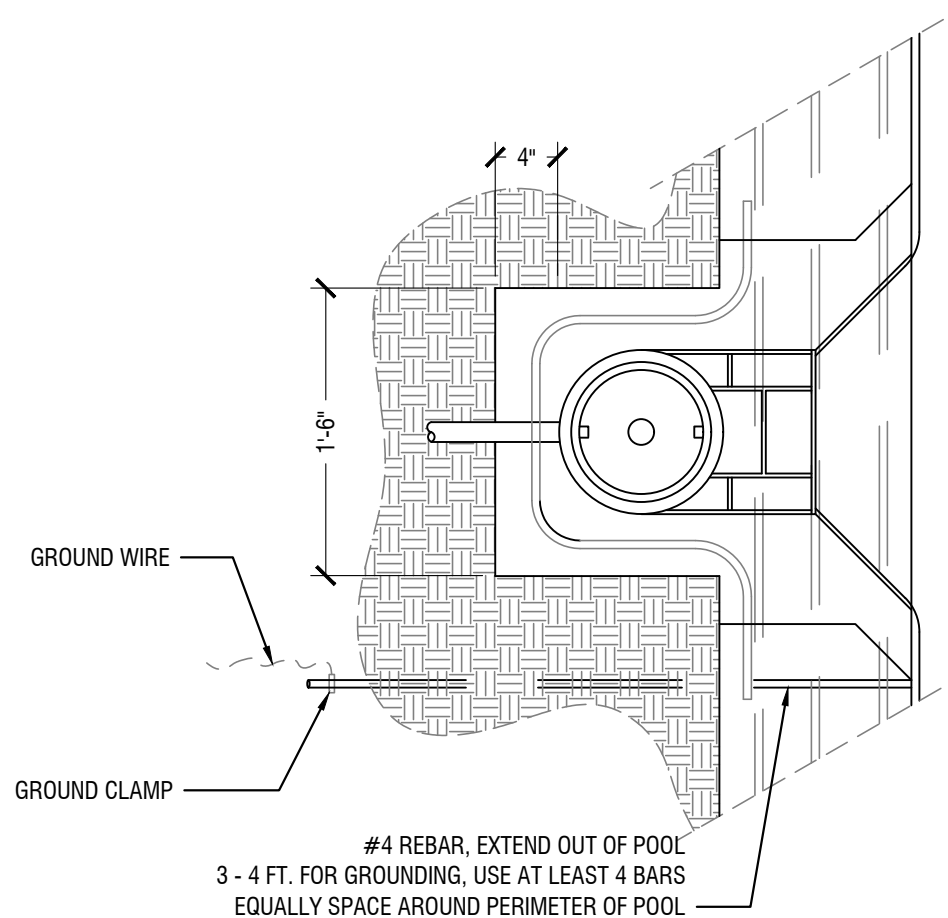 4"
1'-6"
GROUND WIRE
GROUND CLAMP
#4 REBAR, EXTEND OUT OF POOL
3 - 4 FT. FOR GROUNDING, USE AT LEAST 4 BARS
EQUALLY SPACE AROUND PERIMETER OF POOL